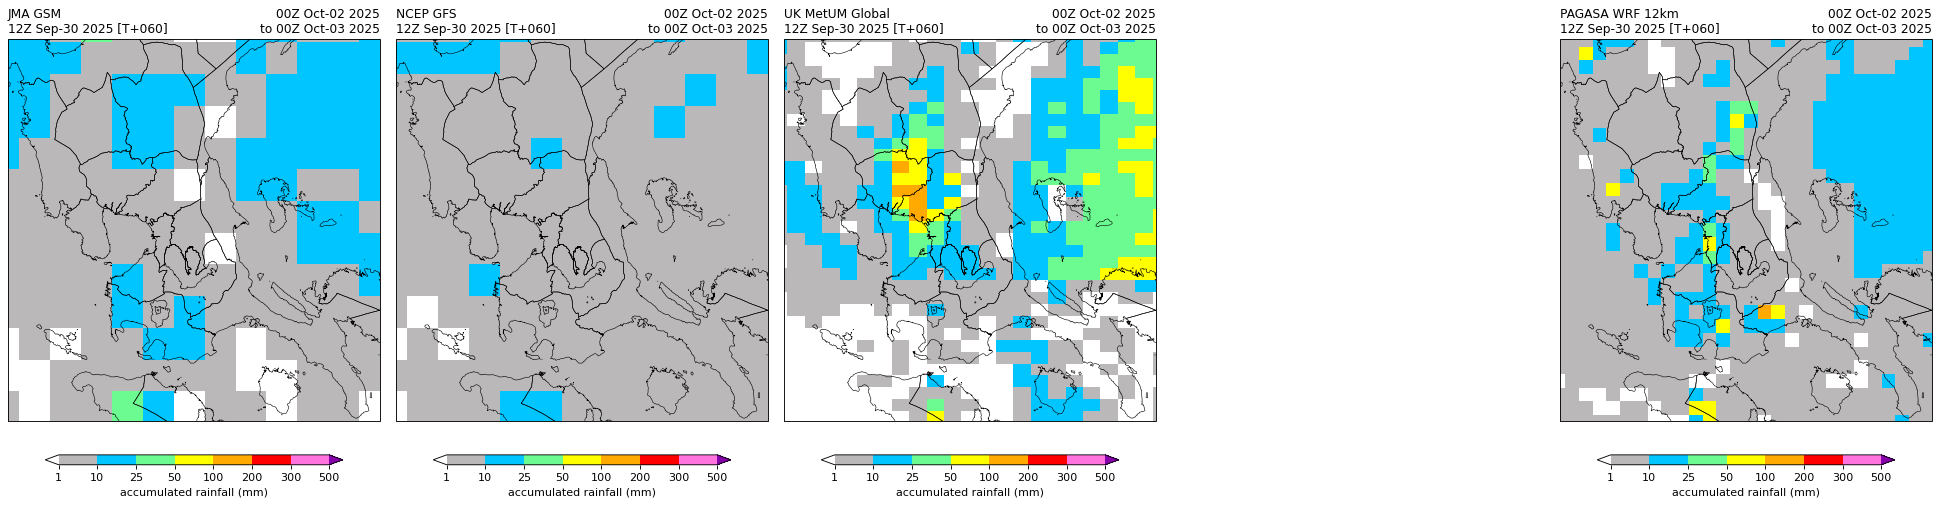 JMA GSM 00Z Oct-02 2025
12Z Sep-30 2025 [T+060] to 00Z Oct-03 2025
1 10 25 50 100 200 300 500
accumulated rainfall (mm)
NCEP GFS 00Z Oct-02 2025
12Z Sep-30 2025 [T+060] to 00Z Oct-03 2025
1 10 25 50 100 200 300 500
accumulated rainfall (mm)
UK MetUM Global 00Z Oct-02 2025
12Z Sep-30 2025 [T+060] to 00Z Oct-03 2025
1 10 25 50 100 200 300 500
accumulated rainfall (mm)
PAGASA WRF 12km 00Z Oct-02 2025
12Z Sep-30 2025 [T+060] to 00Z Oct-03 2025
1 10 25 50 100 200 300 500
accumulated rainfall (mm)